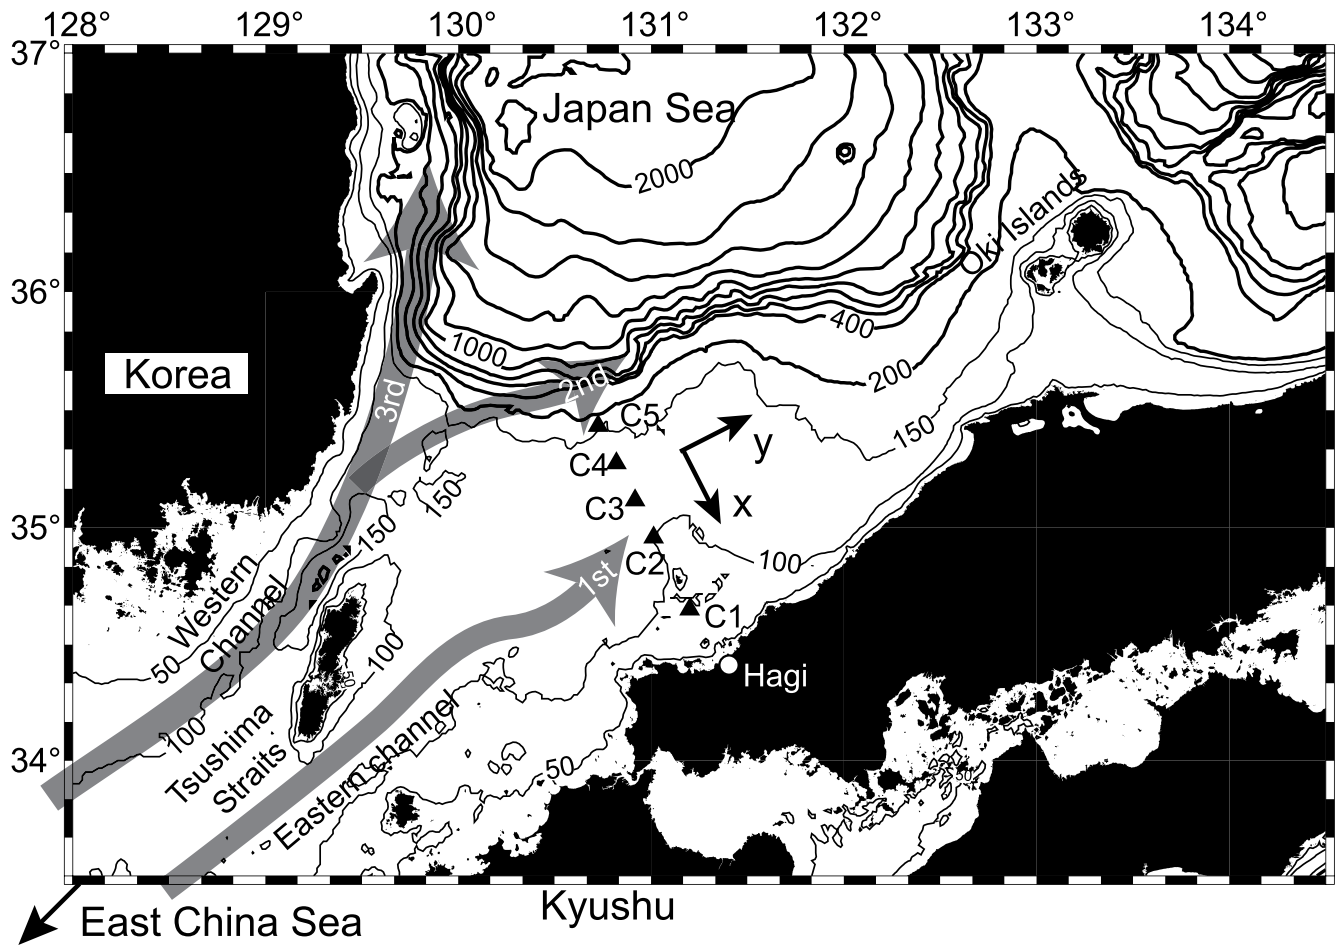 128° 129° 130° 131° 132° 133° 134°
37°
Japan Sea
2000
Oki Islands
36°
400
1000
Korea
200
2nd
3rd
C5
150
y
C4
150
x
C3
35°
150
100
C2
Western
Channel
1st
C1
50
100
Hagi
50
100
Tsushima
Straits
Eastern channel
34°
50
50
East China Sea
Kyushu